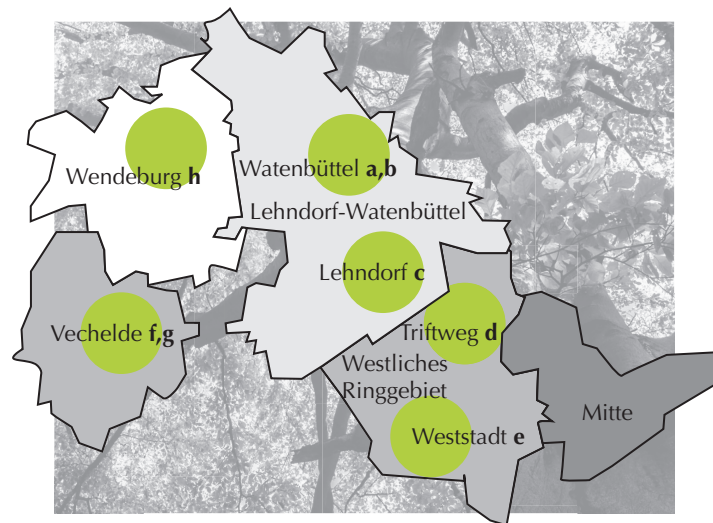 Wendeburg h
Watenbüttel a,b
Lehndorf-Watenbüttel
Lehndorf c
Vechelde f,g
Triftweg d
Westliches
Ringgebiet
Mitte
Weststadt e